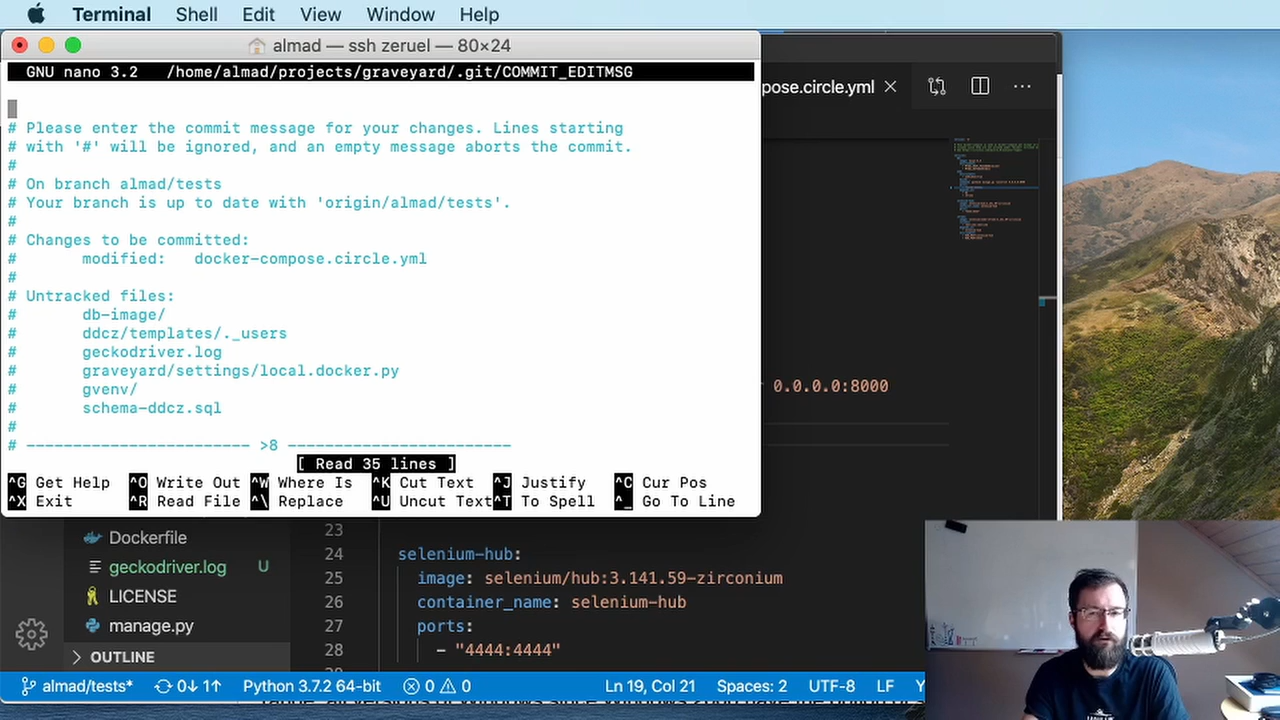 Terminal Shell Edit View Window Help
almad — ssh zeruel — 80×24
GNU nano 3.2 /home/almad/projects/graveyard/.git/COMMIT_EDITMSG
# Please enter the commit message for your changes. Lines starting
# with '#' will be ignored, and an empty message aborts the commit.
#
# On branch almad/tests
# Your branch is up to date with 'origin/almad/tests'.
#
# Changes to be committed:
# modified: docker-compose.circle.yml
#
# Untracked files:
# db-image/
# ddcz/templates/._users
# geckodriver.log
# graveyard/settings/local.docker.py
# gvenv/
# schema-ddcz.sql
#
# ------------------------ >8 ------------------------
[ Read 35 lines ]
^G Get Help ^O Write Out ^W Where Is ^K Cut Text ^J Justify ^C Cur Pos
^X Exit ^R Read File ^\ Replace ^U Uncut Text ^T To Spell ^_ Go To Line
pose.circle.yml
0.0.0.0:8000
Dockerfile
geckodriver.log U
LICENSE
manage.py
OUTLINE
23
24 selenium-hub:
25 image: selenium/hub:3.141.59-zirconium
26 container_name: selenium-hub
27 ports:
28 - "4444:4444"
almad/tests* 0↓ 1↑ Python 3.7.2 64-bit 0 0 Ln 19, Col 21 Spaces: 2 UTF-8 LF Y